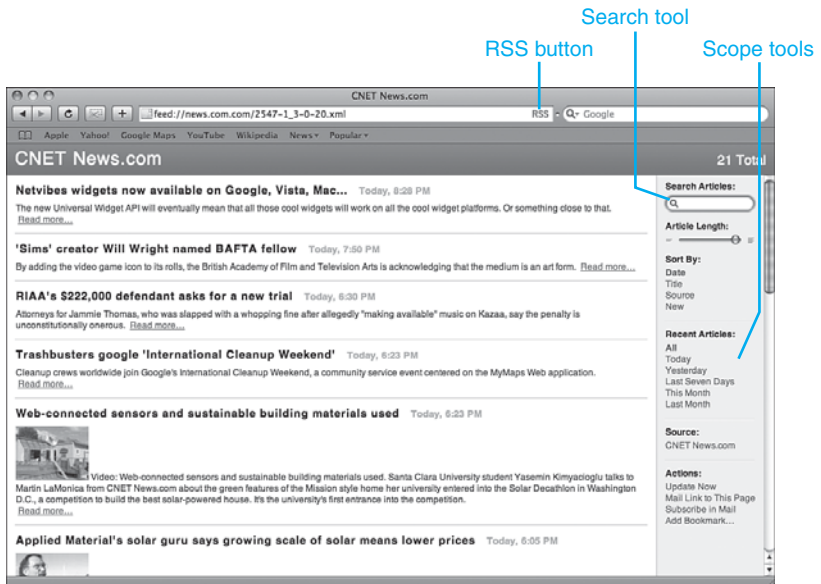 Search tool
RSS button
Scope tools
CNET News.com
feed://news.com.com/2547-1_3-0-20.xml
RSS
Google
Apple Yahoo! Google Maps YouTube Wikipedia News Popular
CNET News.com
21 Total
Netvibes widgets now available on Google, Vista, Mac... Today, 8:28 PM
The new Universal Widget API will eventually mean that all those cool widgets will work on all the cool widget platforms. Or something close to that.
Read more...
'Sims' creator Will Wright named BAFTA fellow Today, 7:50 PM
By adding the video game icon to its rolls, the British Academy of Film and Television Arts is acknowledging that the medium is an art form. Read more...
RIAA's $222,000 defendant asks for a new trial Today, 6:30 PM
Attorneys for Jammie Thomas, who was slapped with a whopping fine after allegedly "making available" music on Kazaa, say the penalty is
unconstitutionally onerous. Read more...
Trashbusters google 'International Cleanup Weekend' Today, 6:23 PM
Cleanup crews worldwide join Google's International Cleanup Weekend, a community service event centered on the MyMaps Web application.
Read more...
Web-connected sensors and sustainable building materials used Today, 6:23 PM
Video: Web-connected sensors and sustainable building materials used. Santa Clara University student Yasemin Kimyacioglu talks to
Martin LaMonica from CNET News.com about the green features of the Mission style home her university entered into the Solar Decathlon in Washington
D.C., a competition to build the best solar-powered house. It's the university's first entrance into the competition.
Read more...
Applied Material's solar guru says growing scale of solar means lower prices Today, 6:05 PM
Search Articles:
Article Length:
Sort By:
Date
Title
Source
New
Recent Articles:
All
Today
Yesterday
Last Seven Days
This Month
Last Month
Source:
CNET News.com
Actions:
Update Now
Mail Link to This Page
Subscribe in Mail
Add Bookmark...